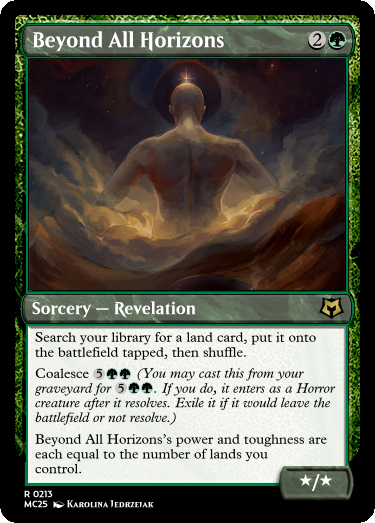 Beyond All Horizons 2
Sorcery — Revelation
Search your library for a land card, put it onto
the battlefield tapped, then shuffle.
Coalesce 5 (You may cast this from your
graveyard for 5. If you do, it enters as a Horror
creature after it resolves. Exile it if it would leave the
battlefield or not resolve.)
Beyond All Horizons's power and toughness are
each equal to the number of lands you
control.
★/★
R 0213
MC25 Karolina Jedrzejak